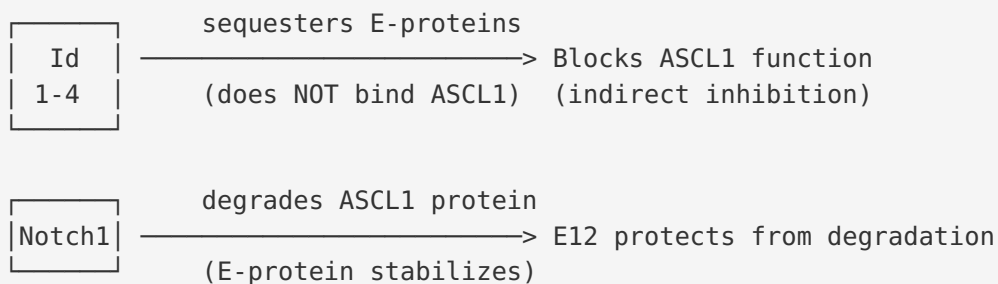 sequesters E-proteins
Id ──────────────────────────> Blocks ASCL1 function
1-4 (does NOT bind ASCL1) (indirect inhibition)
degrades ASCL1 protein
Notch1 ──────────────────────────> E12 protects from degradation
(E-protein stabilizes)